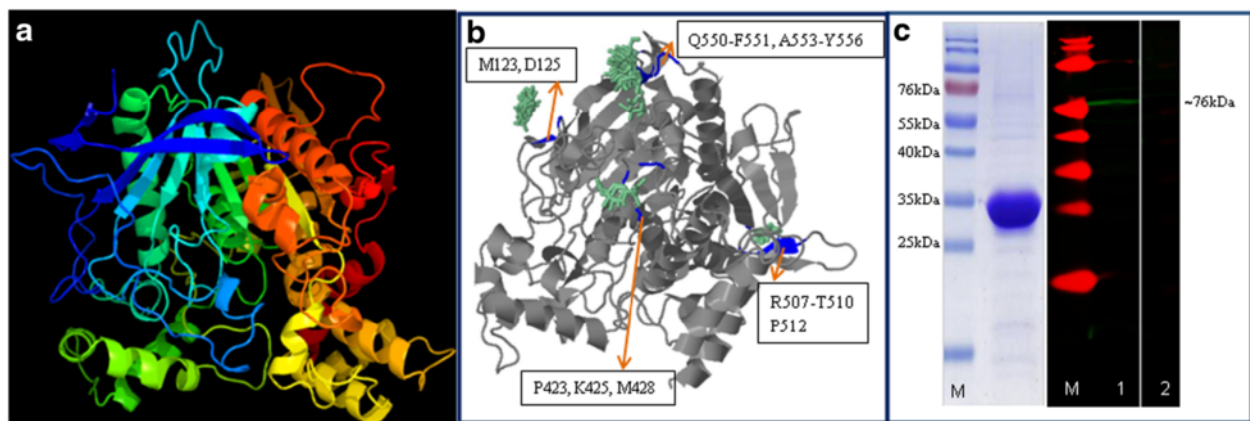 a
b
M123, D125
Q550-F551, A553-Y556
P423, K425, M428
R507-T510
P512
c
76kDa
55kDa
40kDa
35kDa
25kDa
M
M
1
2
~76kDa